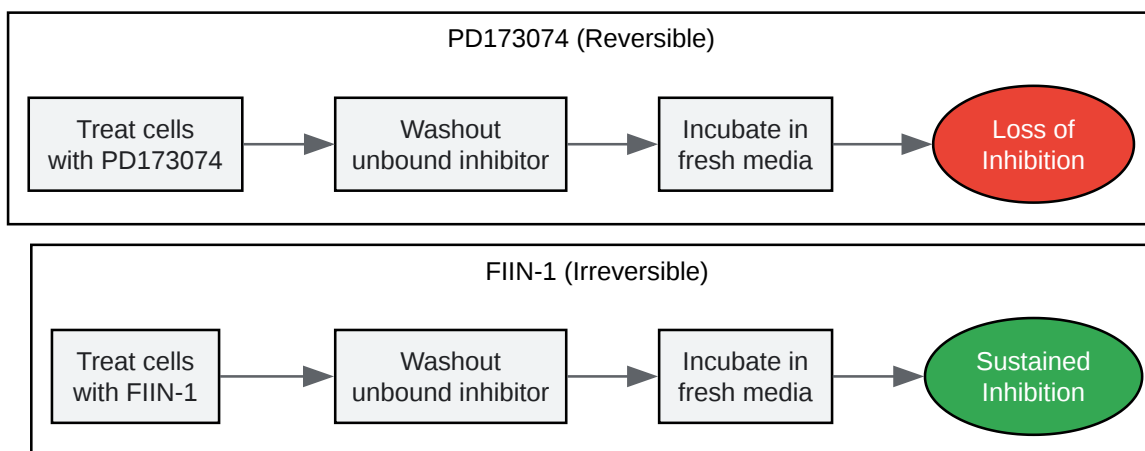 PD173074 (Reversible)
Treat cells
with PD173074
Washout
unbound inhibitor
Incubate in
fresh media
Loss of
Inhibition
FIIN-1 (Irreversible)
Treat cells
with FIIN-1
Washout
unbound inhibitor
Incubate in
fresh media
Sustained
Inhibition